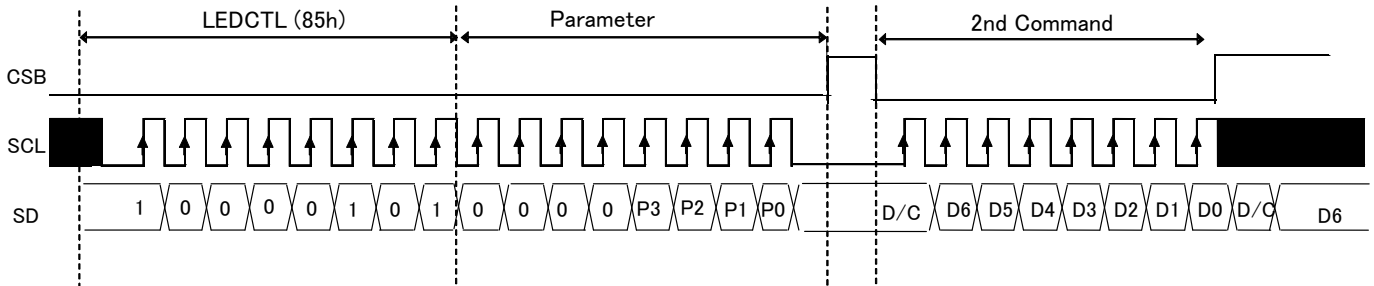 LEDCTL (85h) Parameter 2nd Command
CSB
SCL
SD 1 0 0 0 0 1 0 1 0 0 0 0 P3 P2 P1 P0 D/C D6 D5 D4 D3 D2 D1 D0 D/C D6